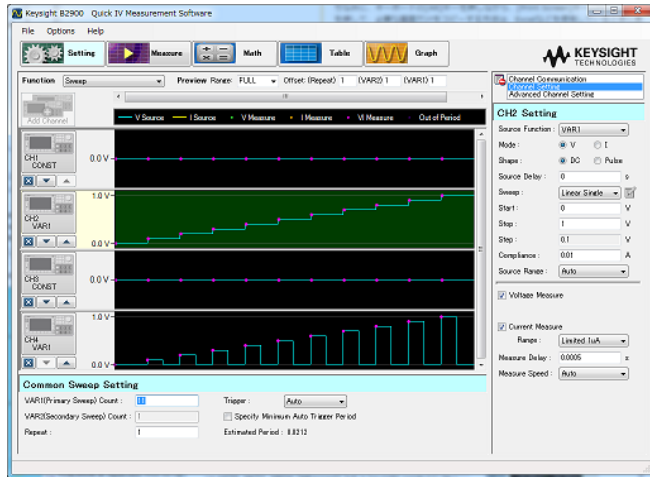 Keysight B2900 Quick IV Measurement Software
File Options Help
Setting Measure Math Table Graph
KEYSIGHT
TECHNOLOGIES
Function Sweep Preview Range: FULL Offset: (Repeat) 1 (VAR2) 1 (VAR1) 1
Channel Communication
Channel Setting
Advanced Channel Setting
Add Channel
V Source I Source V Measure I Measure VI Measure Out of Period
CH1
CONST
0.0 V
CH2
VAR1
1.0 V
0.0 V
CH3
CONST
0.0 V
CH4
VAR1
1.0 V
0.0 V
CH2 Setting
Source Function : VAR1
Mode : V I
Shape : DC Pulse
Source Delay : 0 s
Sweep : Linear Single
Start : 0 V
Stop : 1 V
Step : 0.1 V
Compliance : 0.01 A
Source Range : Auto
Voltage Measure
Current Measure
Range : Limited 1uA
Measure Delay : 0.0005 s
Measure Speed : Auto
Common Sweep Setting
VAR1(Primary Sweep) Count : 11 Trigger : Auto
VAR2(Secondary Sweep) Count : 1 Specify Minimum Auto Trigger Period
Repeat : 1 Estimated Period : 0.0212